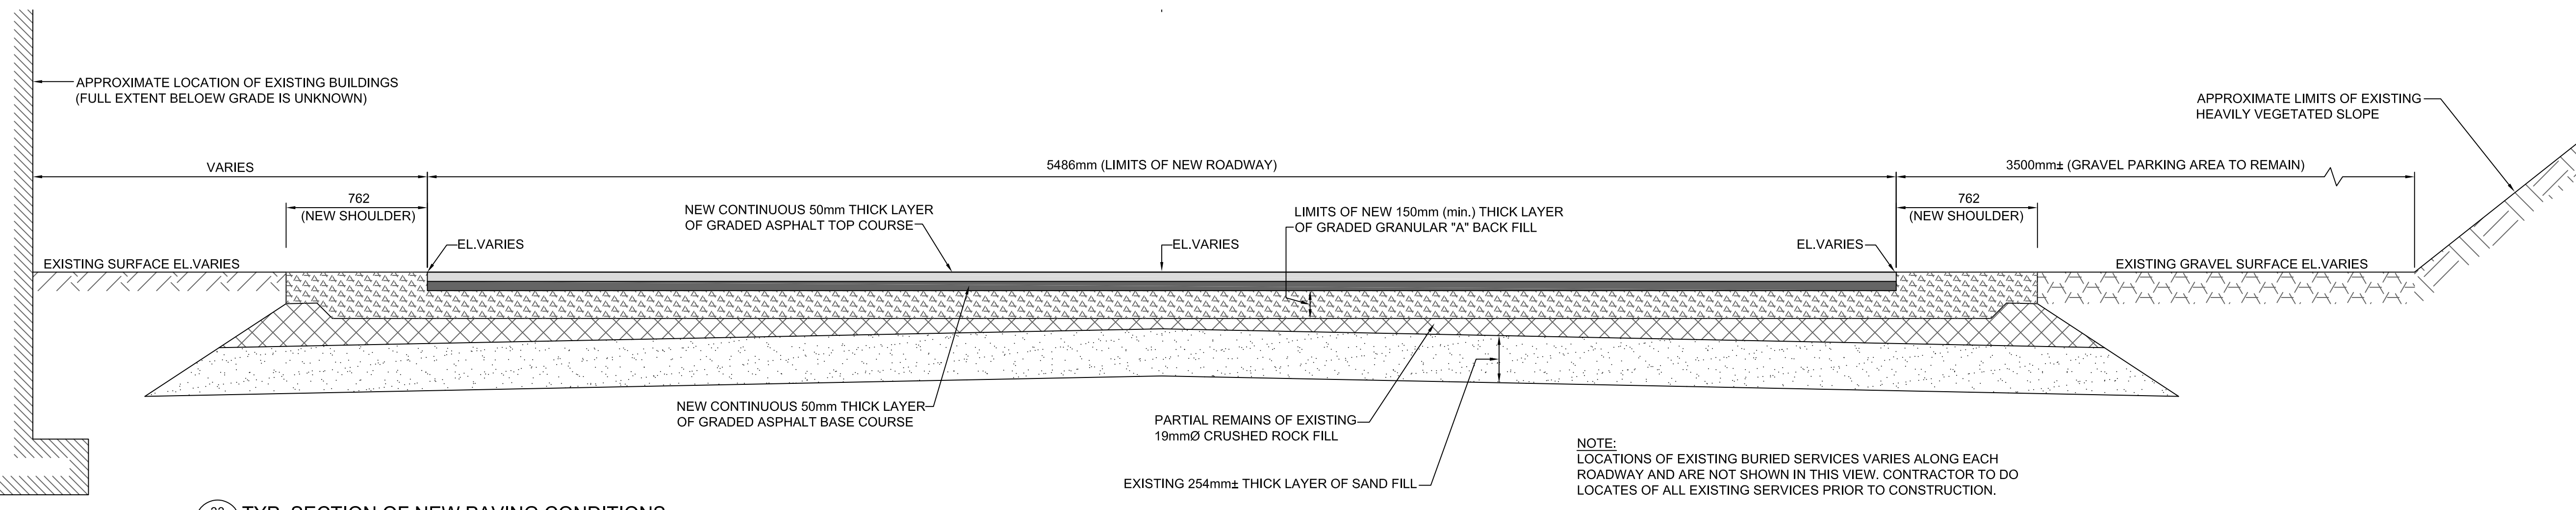 APPROXIMATE LOCATION OF EXISTING BUILDINGS
(FULL EXTENT BELOEW GRADE IS UNKNOWN)
APPROXIMATE LIMITS OF EXISTING
HEAVILY VEGETATED SLOPE
VARIES
5486mm (LIMITS OF NEW ROADWAY)
3500mm± (GRAVEL PARKING AREA TO REMAIN)
762
(NEW SHOULDER)
NEW CONTINUOUS 50mm THICK LAYER
OF GRADED ASPHALT TOP COURSE
LIMITS OF NEW 150mm (min.) THICK LAYER
OF GRADED GRANULAR "A" BACK FILL
762
(NEW SHOULDER)
EL.VARIES
EL.VARIES
EL.VARIES
EXISTING SURFACE EL.VARIES
EXISTING GRAVEL SURFACE EL.VARIES
NEW CONTINUOUS 50mm THICK LAYER
OF GRADED ASPHALT BASE COURSE
PARTIAL REMAINS OF EXISTING
19mmØ CRUSHED ROCK FILL
EXISTING 254mm± THICK LAYER OF SAND FILL
NOTE:
LOCATIONS OF EXISTING BURIED SERVICES VARIES ALONG EACH
ROADWAY AND ARE NOT SHOWN IN THIS VIEW. CONTRACTOR TO DO
LOCATES OF ALL EXISTING SERVICES PRIOR TO CONSTRUCTION.
TYP. SECTION OF NEW PAVING CONDITIONS